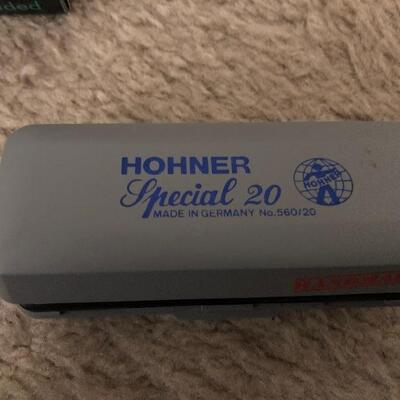 HOHNER
Special 20
MADE IN GERMANY No. 560/20
HOHNER